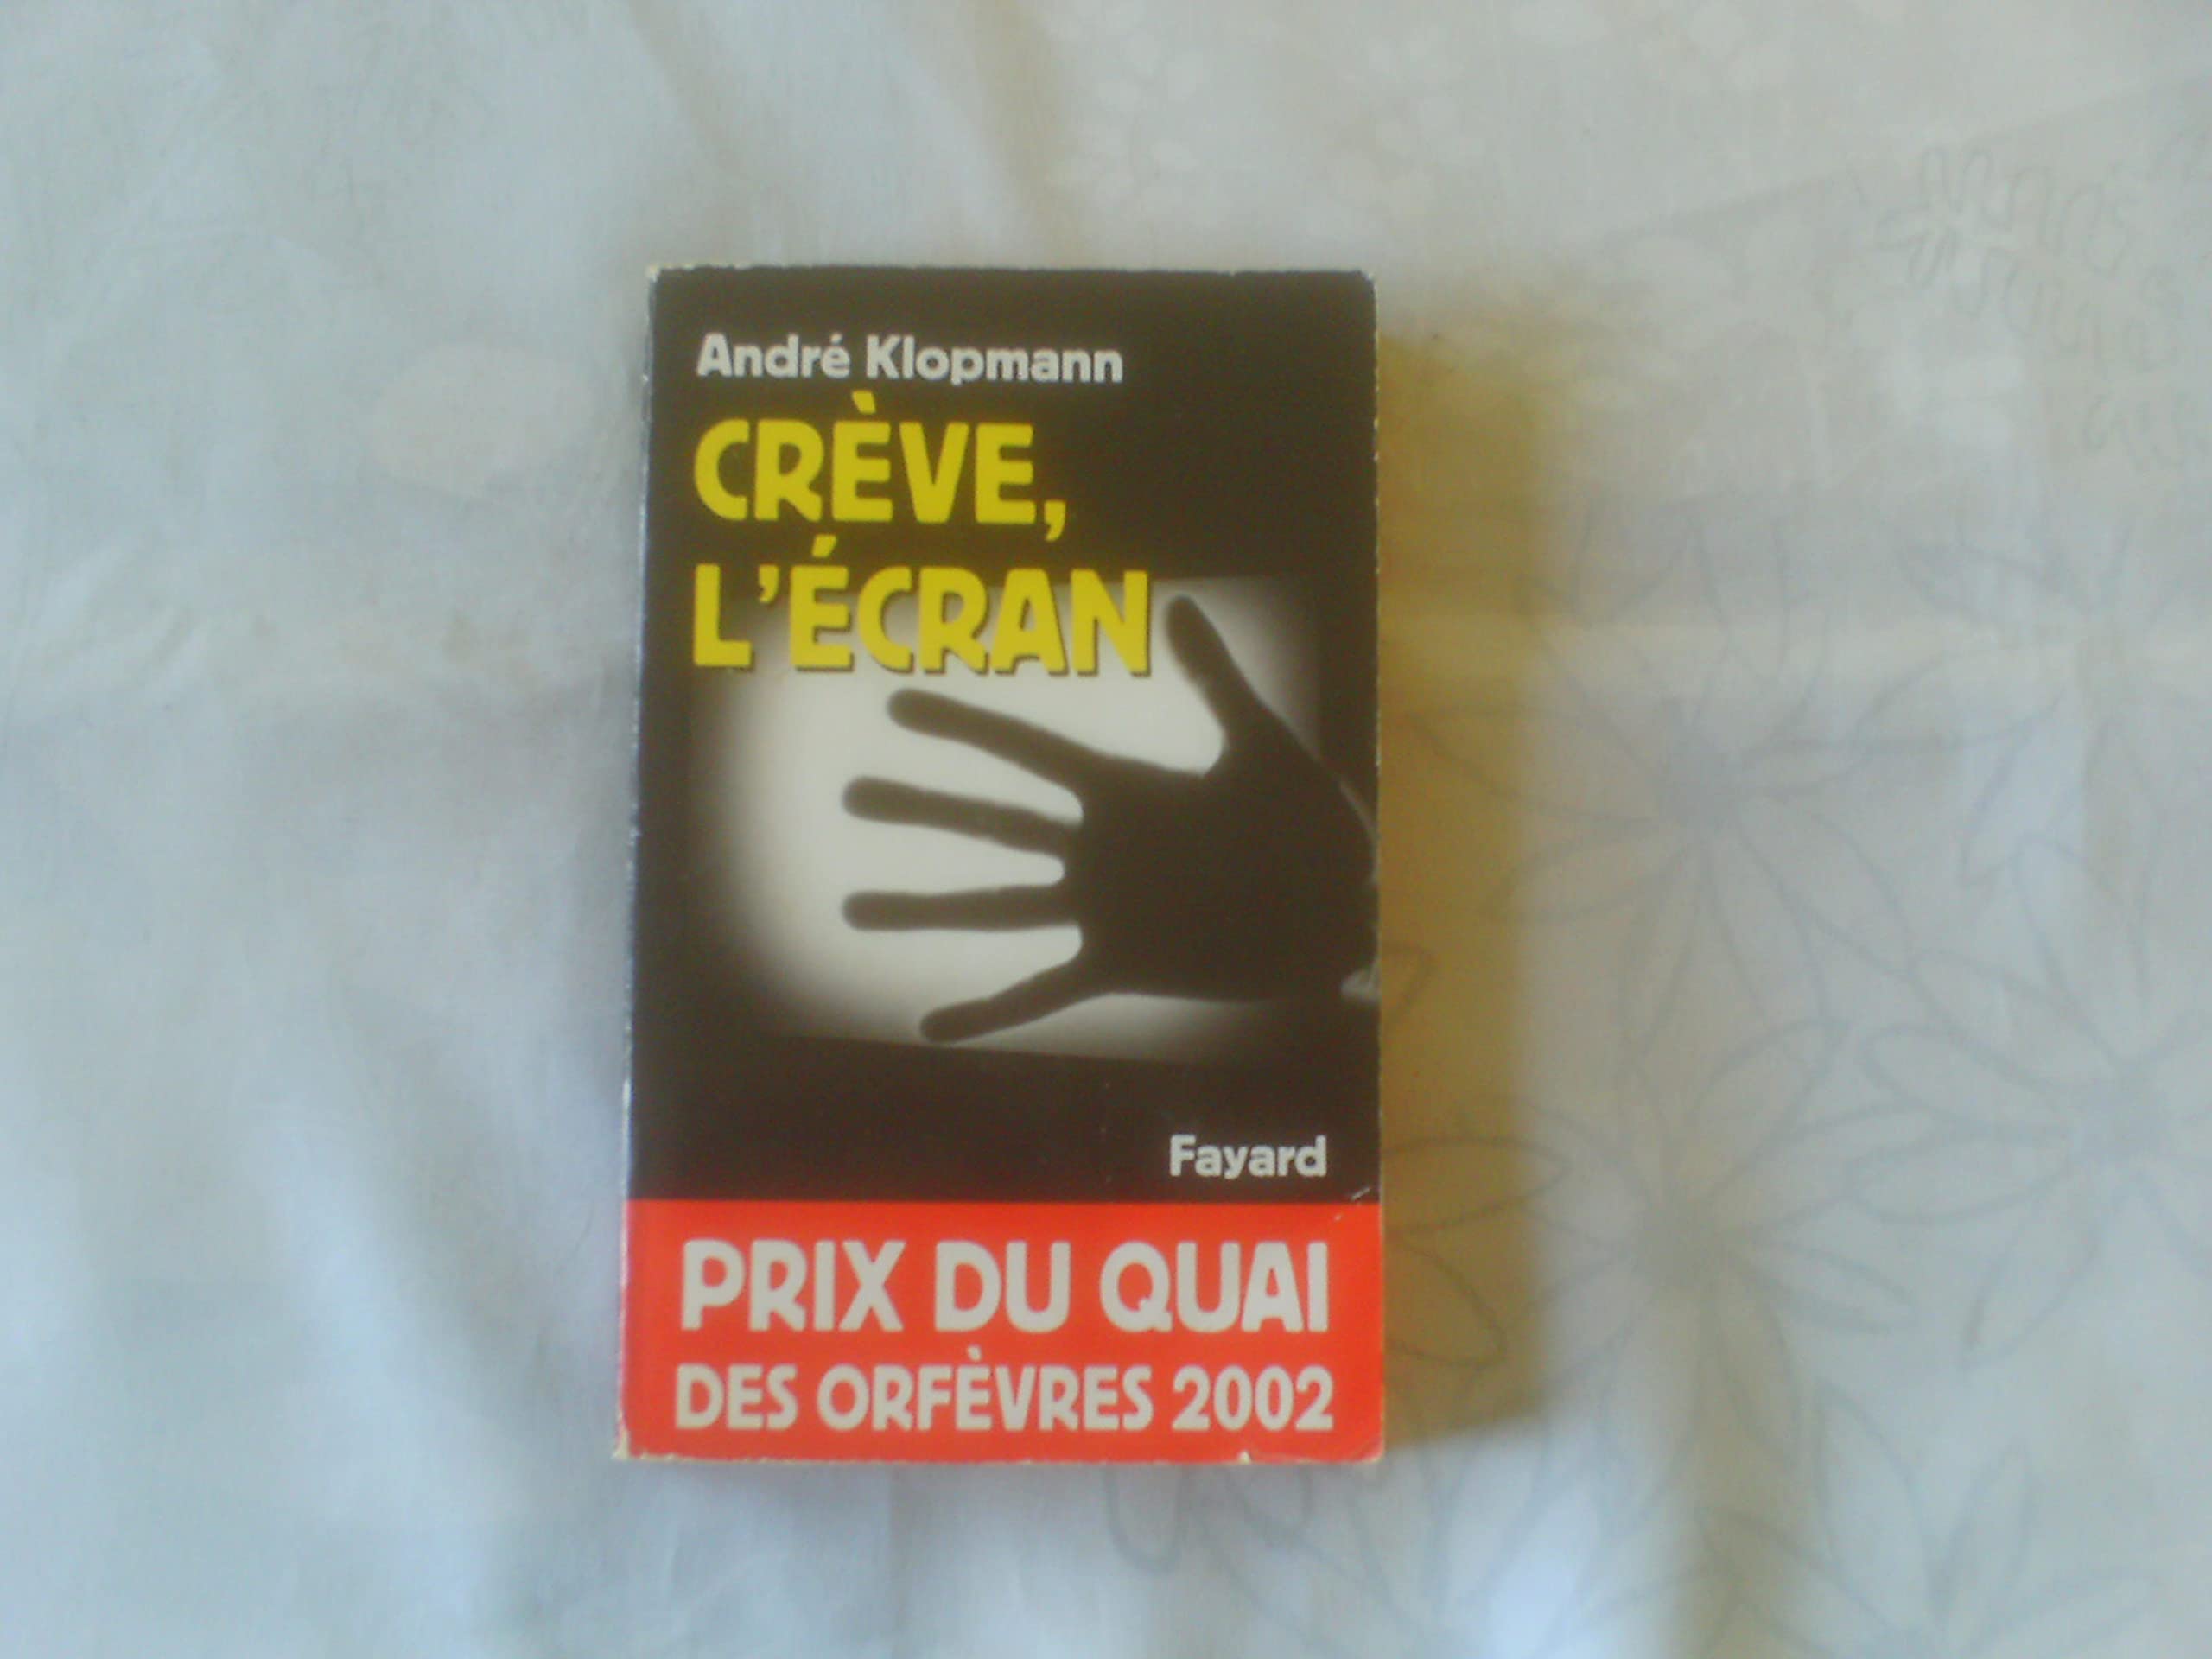 André Klopmann
CRÈVE,
L'ÉCRAN
Fayard
PRIX DU QUAI
DES ORFÈVRES 2002